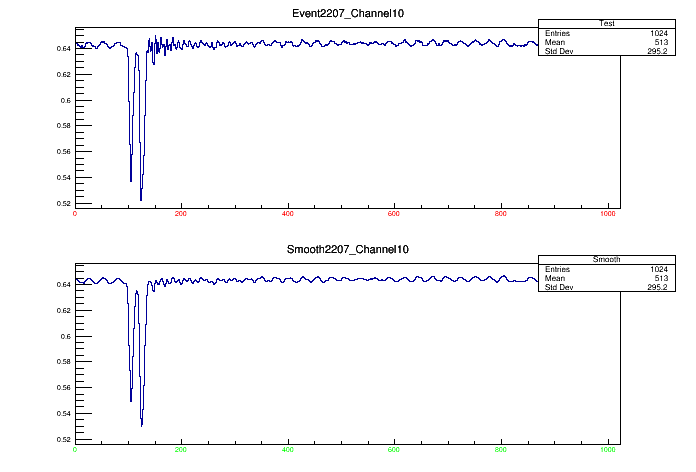 Event2207_Channel10
Test
Entries 1024
Mean 513
Std Dev 295.2
0.64
0.62
0.6
0.58
0.56
0.54
0.52
0 200 400 600 800 1000
Smooth2207_Channel10
Smooth
Entries 1024
Mean 513
Std Dev 295.2
0.64
0.62
0.6
0.58
0.56
0.54
0.52
0 200 400 600 800 1000